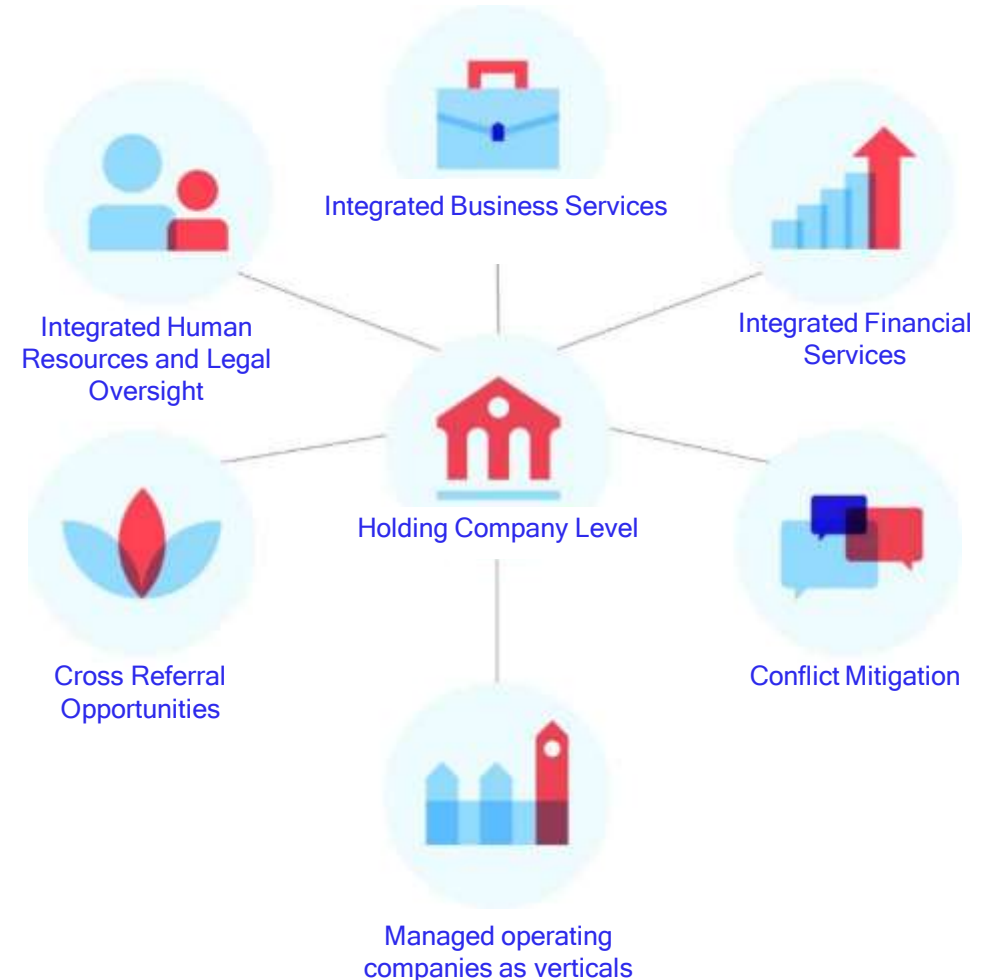 Integrated Business Services
Integrated Human
Resources and Legal
Oversight
Integrated Financial
Services
Holding Company Level
Cross Referral
Opportunities
Conflict Mitigation
Managed operating
companies as verticals